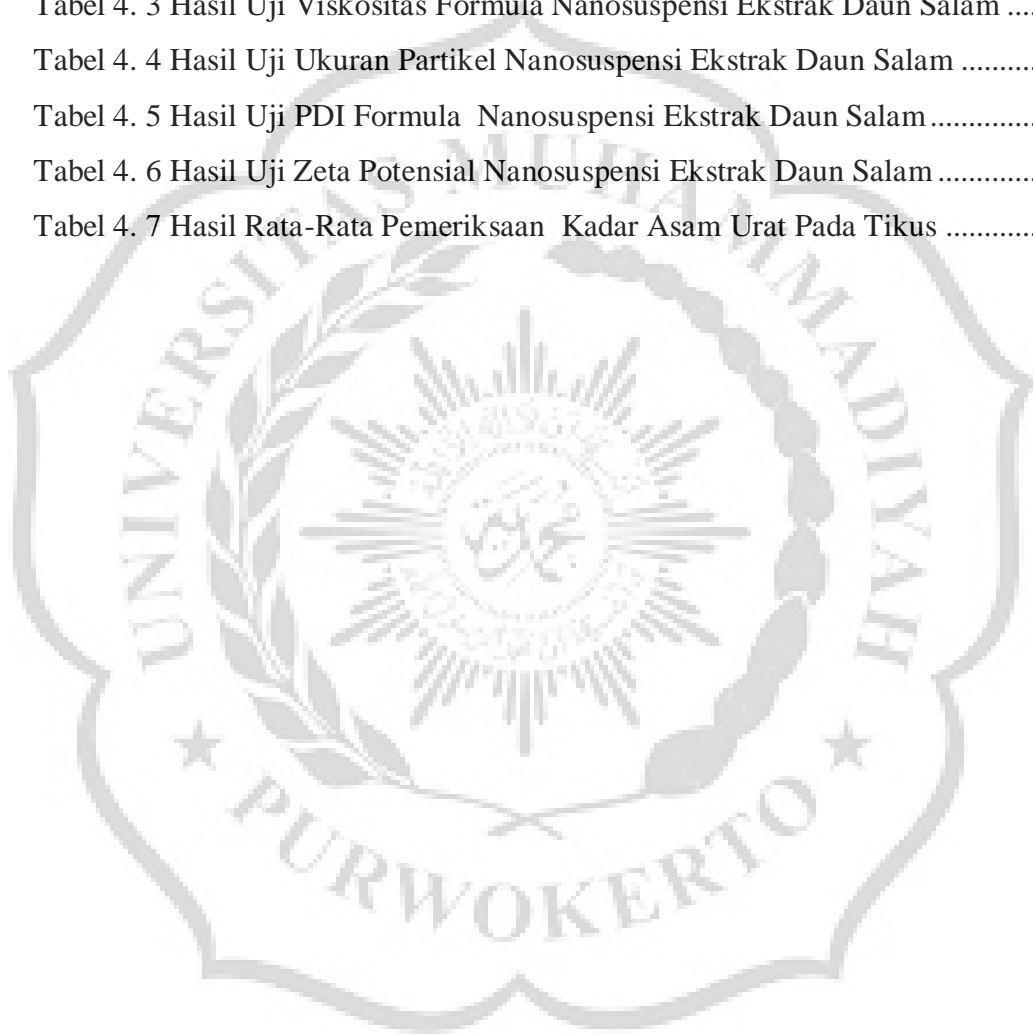 Tabel 4. 3 Hasil Uji Viskositas Formula Nanosuspensi Ekstrak Daun Salam ....
Tabel 4. 4 Hasil Uji Ukuran Partikel Nanosuspensi Ekstrak Daun Salam ..........
Tabel 4. 5 Hasil Uji PDI Formula  Nanosuspensi Ekstrak Daun Salam ..............
Tabel 4. 6 Hasil Uji Zeta Potensial Nanosuspensi Ekstrak Daun Salam .............
Tabel 4. 7 Hasil Rata-Rata Pemeriksaan  Kadar Asam Urat Pada Tikus ............
UNIVERSITAS MUHAMMADIYAH
PURWOKERTO